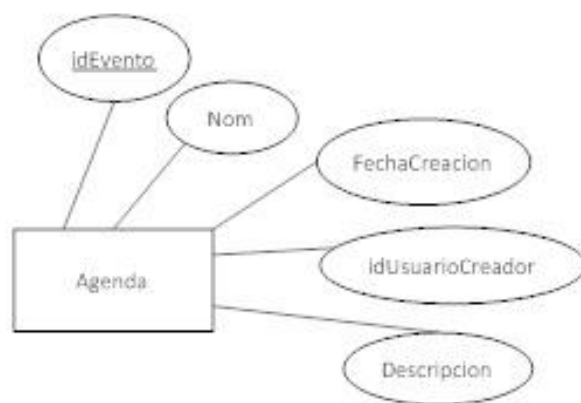 idEvento
Nom
FechaCreacion
idUsuarioCreador
Agenda
Descripcion